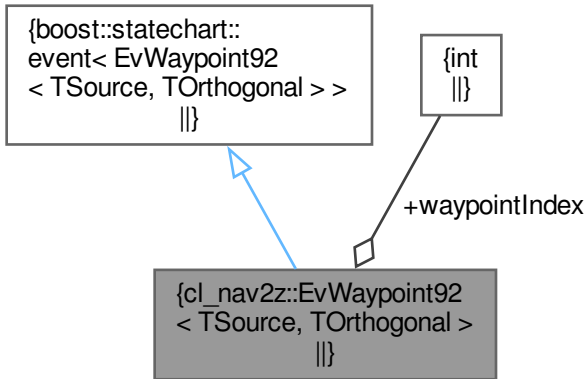 {boost::statechart::
event< EvWaypoint92
< TSource, TOrthogonal > >
||}
{int
||}
+waypointIndex
{cl_nav2z::EvWaypoint92
< TSource, TOrthogonal >
||}